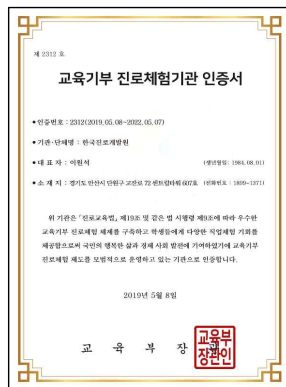 제 2312 호
교육기부 진로체험기관 인증서
• 인증번호 : 2312(2019.05.08~2022.05.07)
• 기관·단체명 : 한국진로개발원
• 대 표 자 : 이원석 (생년월일: 1984.08.01)
• 소 재 지 : 경기도 안산시 단원구 고잔로 72 센트럴타워 607호 (전화번호 : 1899-1371)
위 기관은 「진로교육법」 제19조 및 같은 법 시행령 제9조에 따라 우수한
교육기부 진로체험 체제를 구축하고 학생들에게 다양한 직업체험 기회를
제공함으로써 국민의 행복한 삶과 경제 사회 발전에 기여하였기에 교육기부
진로체험 제도를 모범적으로 운영하고 있는 기관으로 인증합니다.
2019년 5월 8일
교 육 부 장 관
교육부
장관인